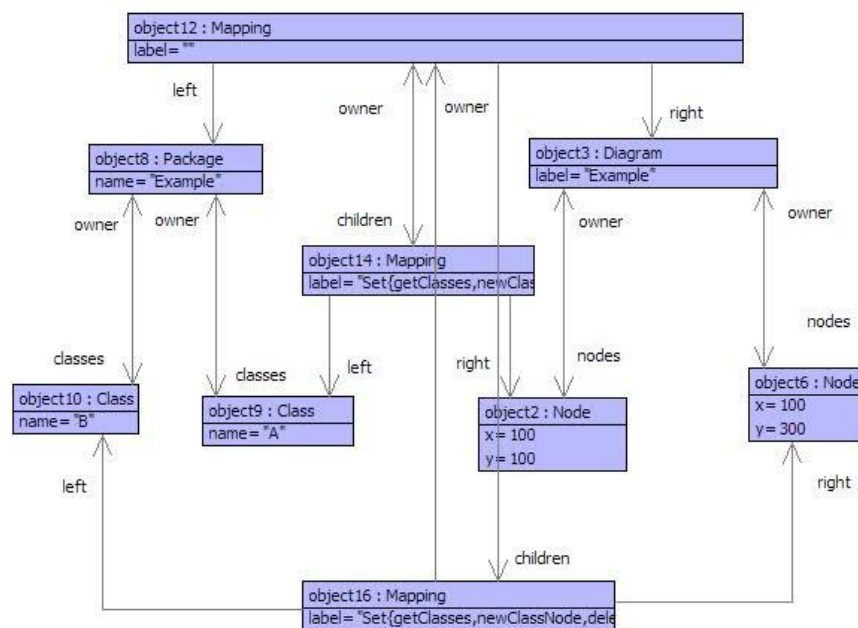 object12 : Mapping
label= ""
left
owner
owner
right
object8 : Package
name= "Example"
object3 : Diagram
label= "Example"
owner
owner
owner
owner
children
object14 : Mapping
label= "Set{getClasses,newClas
classes
classes
left
right
nodes
nodes
object10 : Class
name= "B"
object9 : Class
name= "A"
object2 : Node
x= 100
y= 100
object6 : Node
x= 100
y= 300
left
right
children
object16 : Mapping
label= "Set{getClasses,newClassNode,dele